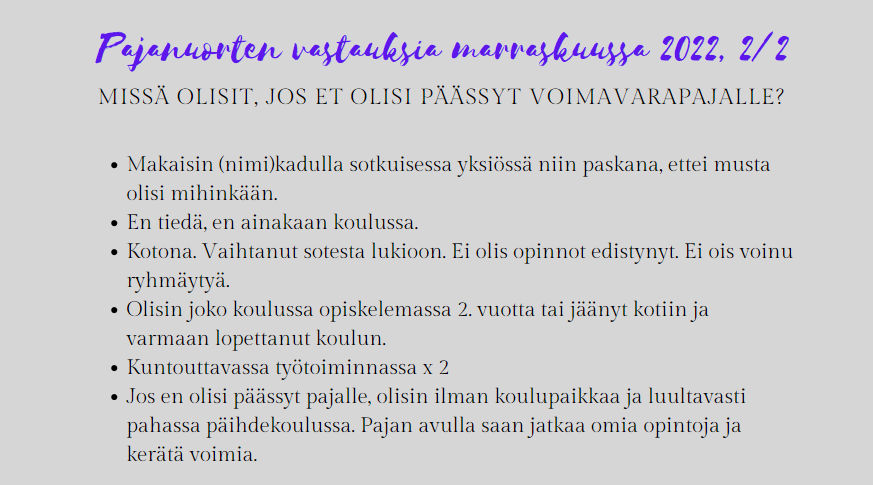 Pajanuorten vastauksia marraskuussa 2022, 2/2
MISSÄ OLISIT, JOS ET OLISI PÄÄSSYT VOIMAVARAPAJALLE?
• Makaisin (nimi)kadulla sotkuisessa yksiössä niin paskana, ettei musta
olisi mihinkään.
• En tiedä, en ainakaan koulussa.
• Kotona. Vaihtanut sotesta lukioon. Ei olis opinnot edistynyt. Ei ois voinu
ryhmäytyä.
• Olisin joko koulussa opiskelemassa 2. vuotta tai jäänyt kotiin ja
varmaan lopettanut koulun.
• Kuntouttavassa työtoiminnassa x 2
• Jos en olisi päässyt pajalle, olisin ilman koulupaikkaa ja luultavasti
pahassa päihdekoulussa. Pajan avulla saan jatkaa omia opintoja ja
kerätä voimia.